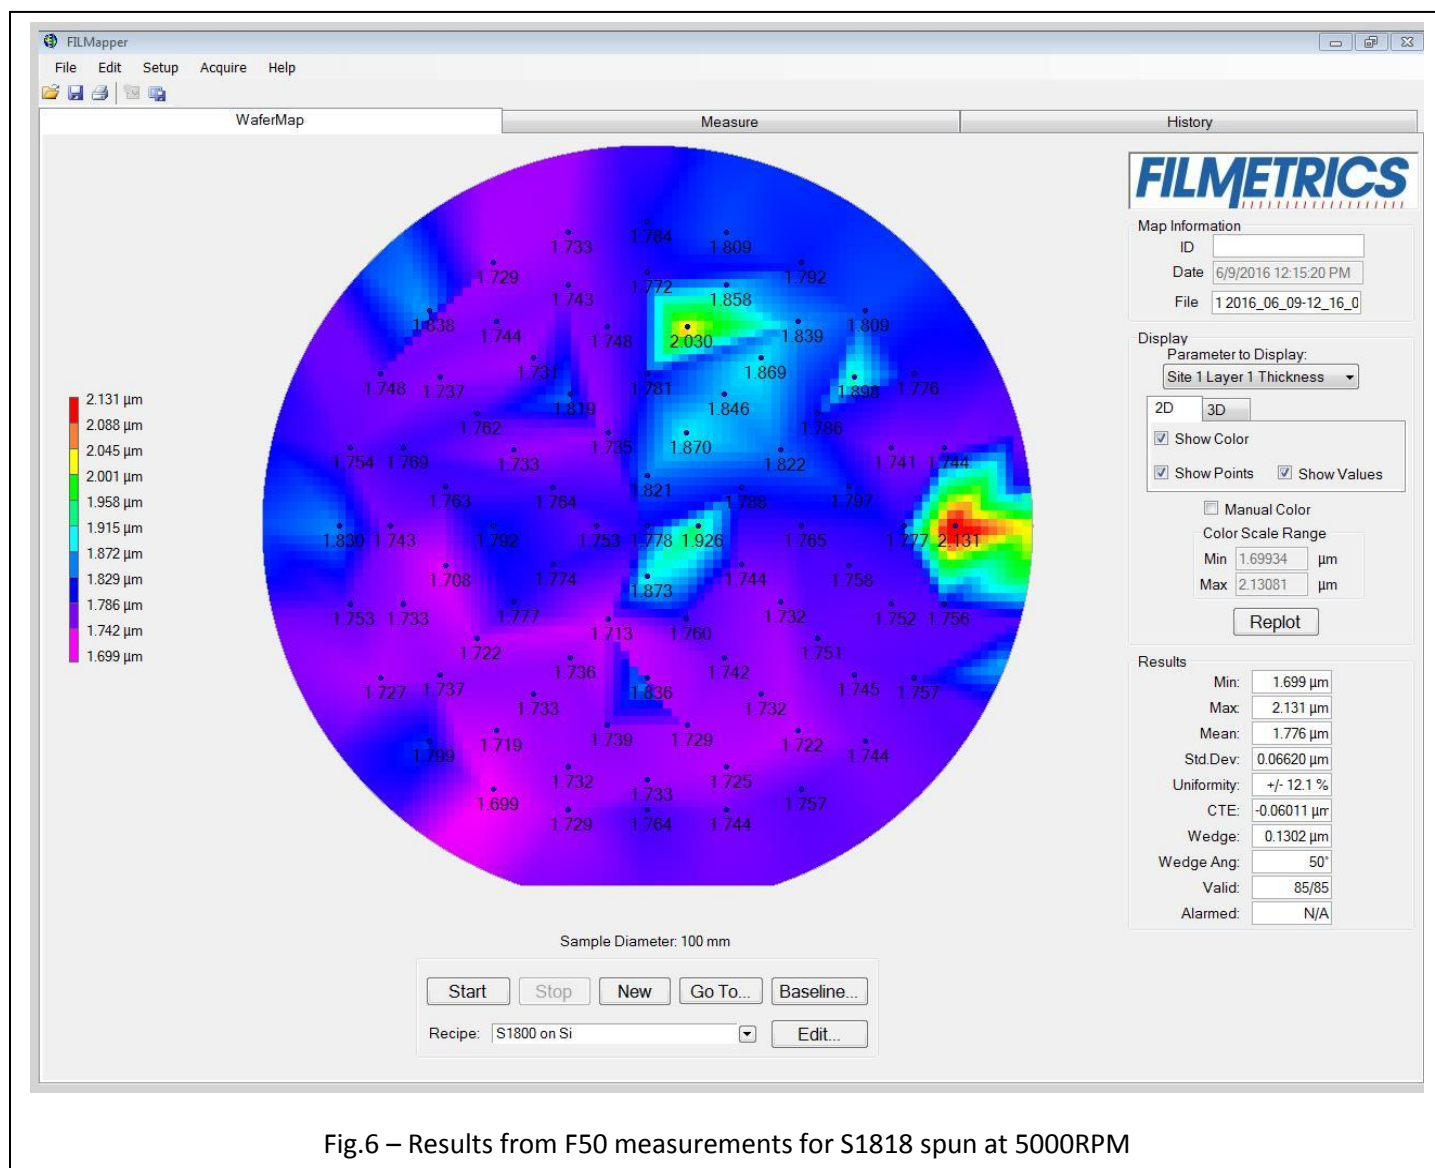 FILMapper
File Edit Setup Acquire Help
WaferMap Measure History
FILMETRICS
Map Information
ID
Date 6/9/2016 12:15:20 PM
File 1 2016_06_09-12_16_0
Display
Parameter to Display:
Site 1 Layer 1 Thickness
2D 3D
Show Color
Show Points Show Values
Manual Color
Color Scale Range
Min 1.69934 µm
Max 2.13081 µm
Replot
Results
Min: 1.699 µm
Max: 2.131 µm
Mean: 1.776 µm
Std.Dev: 0.06620 µm
Uniformity: +/- 12.1 %
CTE: -0.06011 µm
Wedge: 0.1302 µm
Wedge Ang: 50°
Valid: 85/85
Alarmed: N/A
2.131 µm
2.088 µm
2.045 µm
2.001 µm
1.958 µm
1.915 µm
1.872 µm
1.829 µm
1.786 µm
1.742 µm
1.699 µm
1.733 1.784 1.809
1.729 1.772 1.792
1.743 1.858
1.838 1.744 1.748 2.030 1.839 1.809
1.731 1.869
1.748 1.737 1.781 1.898 1.776
1.819 1.846
1.762 1.786
1.735 1.870
1.754 1.769 1.733 1.822 1.741 1.744
1.763 1.764 1.821 1.788 1.797
1.830 1.743 1.792 1.753 1.778 1.926 1.765 1.777 2.131
1.708 1.774 1.744 1.758
1.873
1.753 1.733 1.777 1.732 1.752 1.756
1.713 1.760
1.722 1.751
1.736 1.742
1.727 1.737 1.836 1.745 1.757
1.733 1.732
1.799 1.719 1.739 1.729 1.722 1.744
1.732 1.725
1.699 1.733 1.757
1.729 1.764 1.744
Sample Diameter: 100 mm
Start Stop New Go To... Baseline...
Recipe: S1800 on Si Edit...
Fig.6 – Results from F50 measurements for S1818 spun at 5000RPM